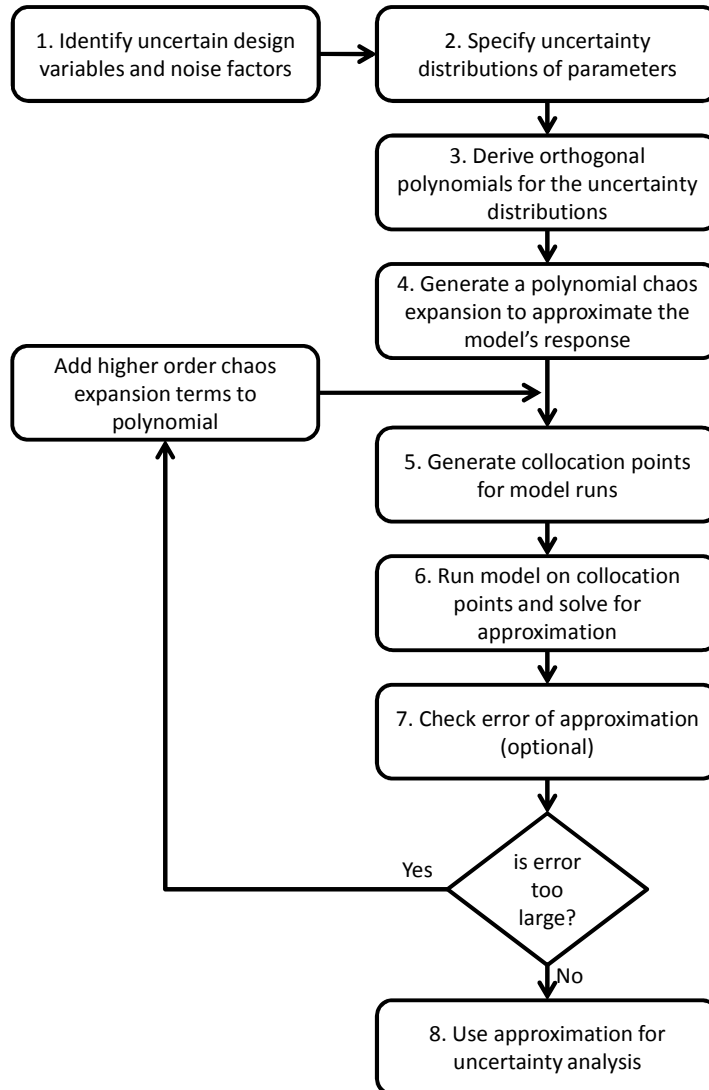 1. Identify uncertain design
variables and noise factors
2. Specify uncertainty
distributions of parameters
3. Derive orthogonal
polynomials for the uncertainty
distributions
4. Generate a polynomial chaos
expansion to approximate the
model’s response
Add higher order chaos
expansion terms to
polynomial
5. Generate collocation points
for model runs
6. Run model on collocation
points and solve for
approximation
7. Check error of approximation
(optional)
Yes
is error
too
large?
No
8. Use approximation for
uncertainty analysis